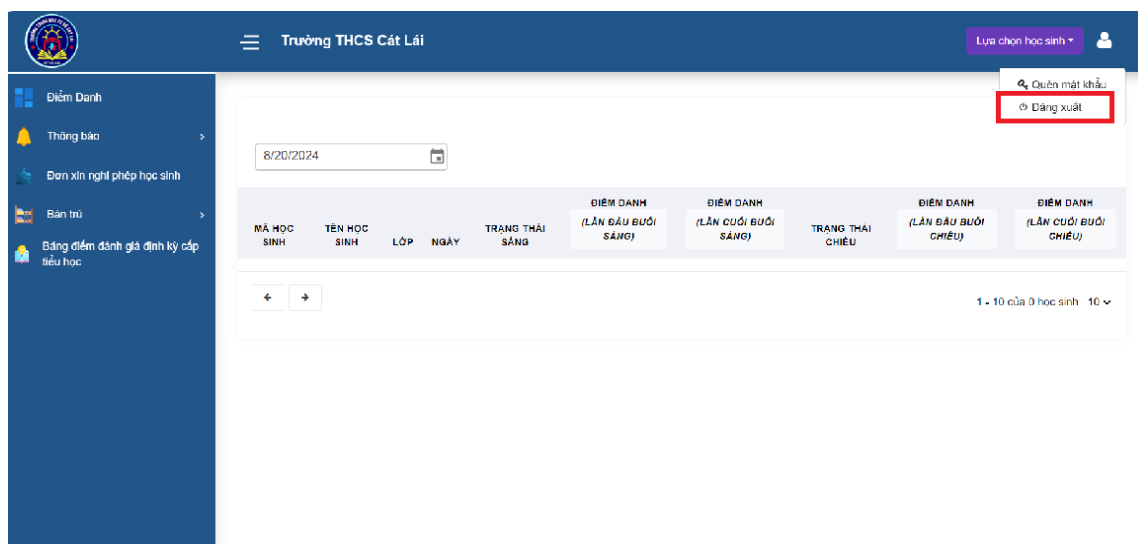 Trường THCS Cát Lái
Lựa chọn học sinh
Quên mật khẩu
Đăng xuất
Điểm Danh
Thông báo
Đơn xin nghỉ phép học sinh
Bán trú
Bảng điểm đánh giá định kỳ cấp
tiểu học
8/20/2024
MÃ HỌC
SINH
TÊN HỌC
SINH
LỚP
NGÀY
TRẠNG THÁI
SÁNG
ĐIỂM DANH
(LẦN ĐẦU BUỔI
SÁNG)
ĐIỂM DANH
(LẦN CUỐI BUỔI
SÁNG)
TRẠNG THÁI
CHIỀU
ĐIỂM DANH
(LẦN ĐẦU BUỔI
CHIỀU)
ĐIỂM DANH
(LẦN CUỐI BUỔI
CHIỀU)
1 - 10 của 0 học sinh 10